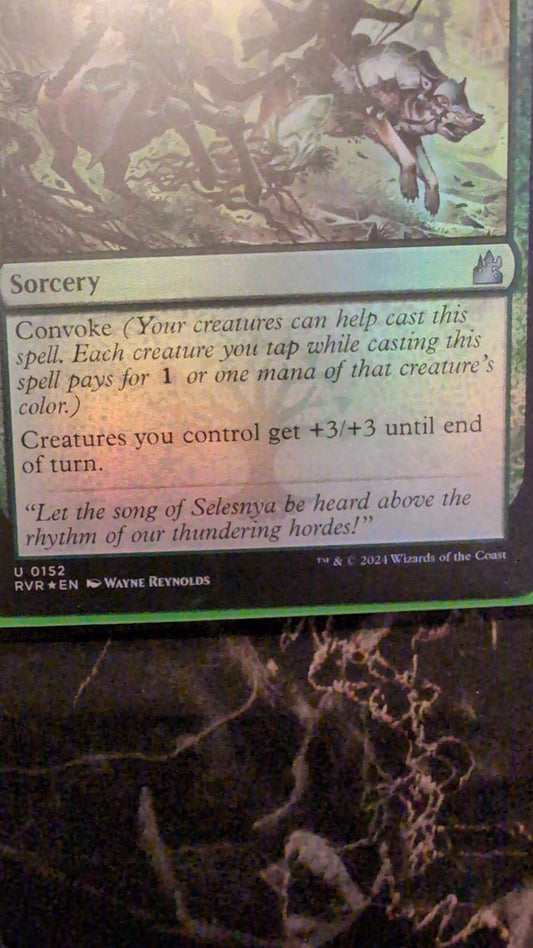 Sorcery
Convoke (Your creatures can help cast this
spell. Each creature you tap while casting this
spell pays for 1 or one mana of that creature's
color.)
Creatures you control get +3/+3 until end
of turn.
“Let the song of Selesnya be heard above the
rhythm of our thundering hordes!”
U 0152
RVR★EN WAYNE REYNOLDS
™ & © 2024 Wizards of the Coast